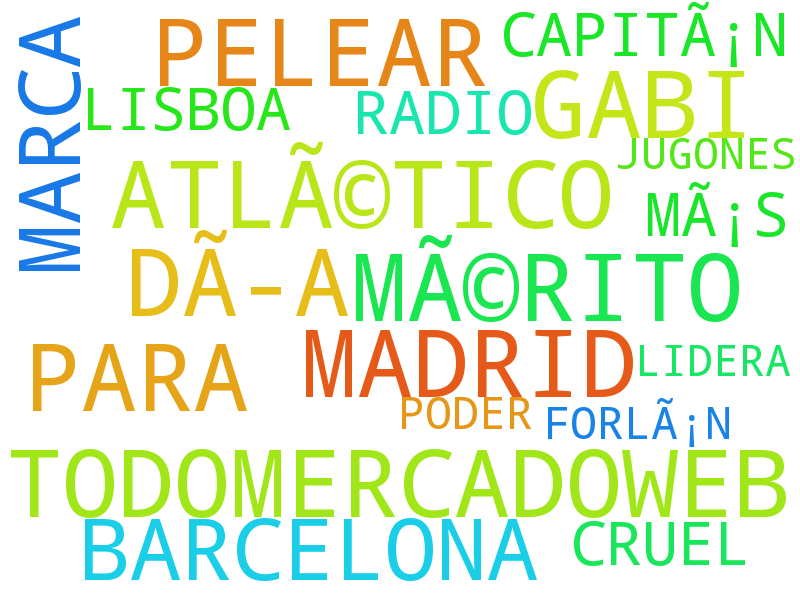 PELEAR
CAPITÃ¡N
MARCA
LISBOA
RADIO
GABI
JUGONES
ATLÃ©TICO
MÃ¡S
DÃ-A
MÃ©RITO
PARA
MADRID
LIDERA
PODER
FORLÃ¡N
TODOMERCADOWEB
BARCELONA
CRUEL